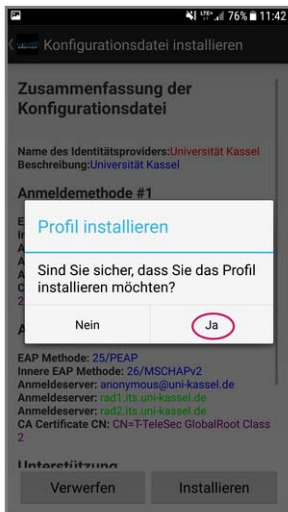 76% 11:42
Konfigurationsdatei installieren
Zusammenfassung der
Konfigurationsdatei
Name des Identitätsproviders:Universität Kassel
Beschreibung:Universität Kassel
Anmeldemethode #1
Profil installieren
Sind Sie sicher, dass Sie das Profil
installieren möchten?
Nein Ja
EAP Methode: 25/PEAP
Innere EAP Methode: 26/MSCHAPv2
Anmeldeserver: anonymous@uni-kassel.de
Anmeldeserver: rad1.its.uni-kassel.de
Anmeldeserver: rad2.its.uni-kassel.de
CA Certificate CN: CN=T-TeleSec GlobalRoot Class
2
Unterstützung
Verwerfen Installieren